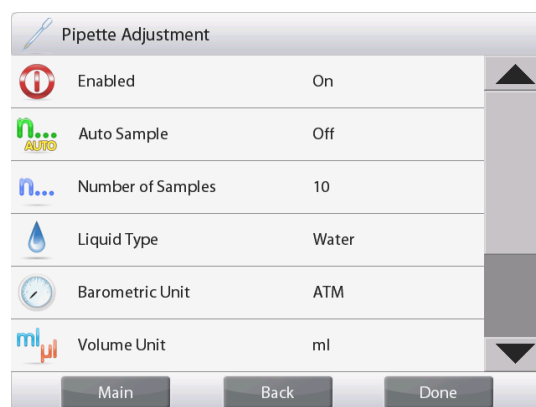 Pipette Adjustment
Enabled On
n... AUTO Auto Sample Off
n... Number of Samples 10
Liquid Type Water
Barometric Unit ATM
ml µl Volume Unit ml
Main Back Done